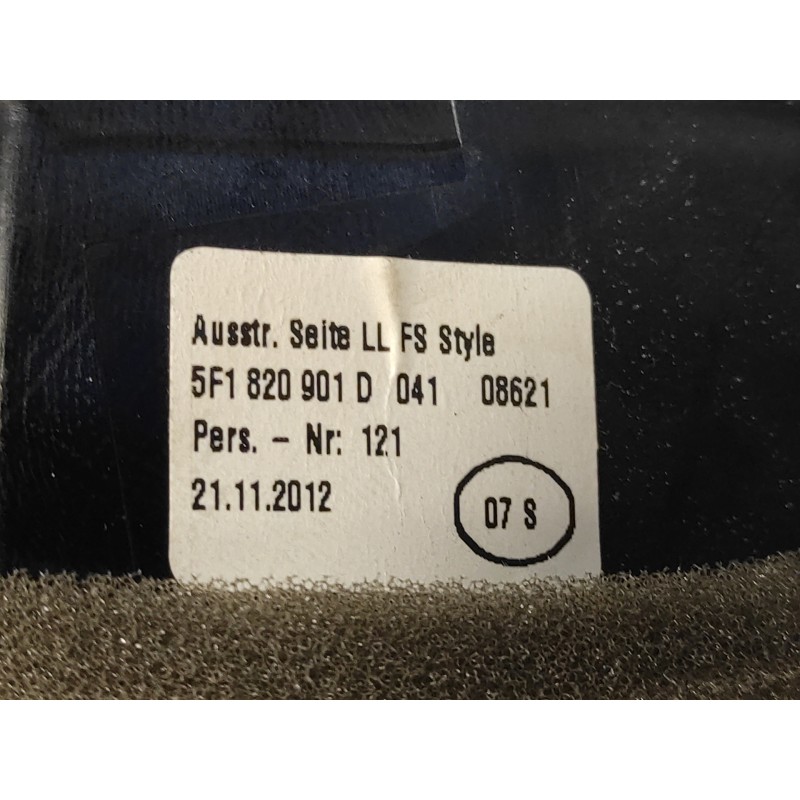 Ausstr. Seite LL FS Style
5F1 820 901 D 041 08621
Pers. - Nr: 121
21.11.2012
07 S